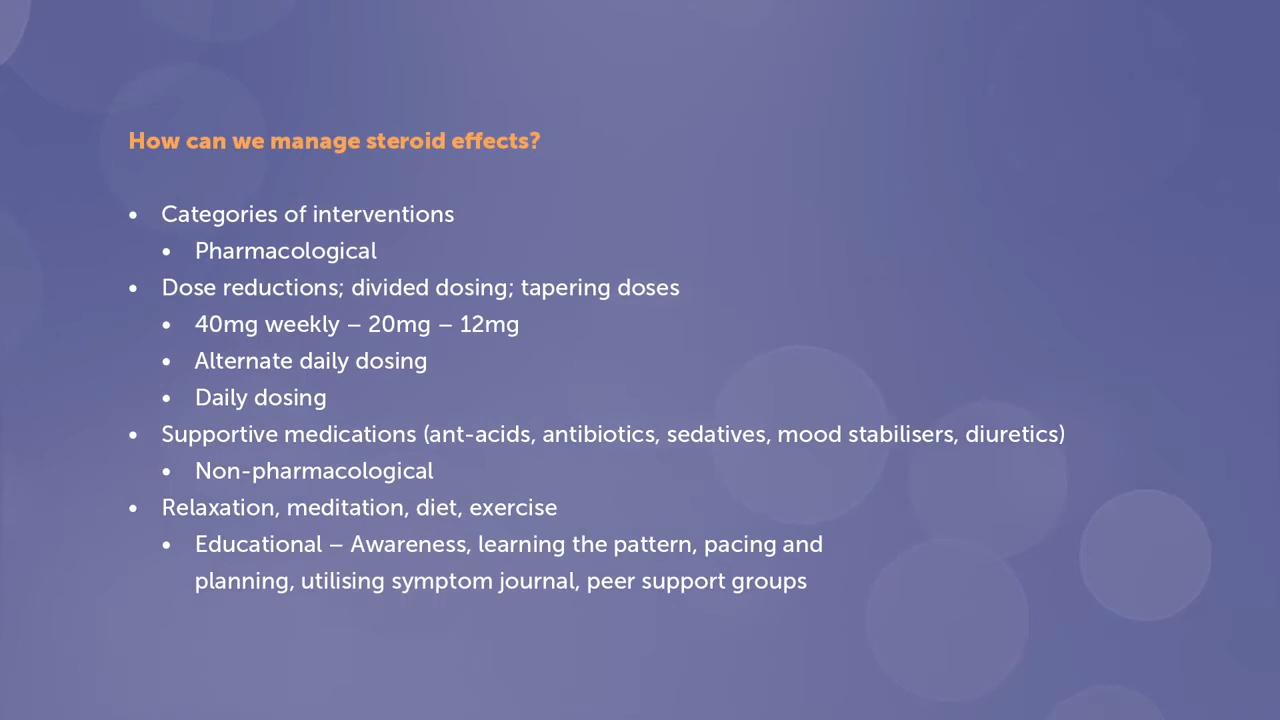 How can we manage steroid effects?
• Categories of interventions
• Pharmacological
• Dose reductions; divided dosing; tapering doses
• 40mg weekly – 20mg – 12mg
• Alternate daily dosing
• Daily dosing
• Supportive medications (ant-acids, antibiotics, sedatives, mood stabilisers, diuretics)
• Non-pharmacological
• Relaxation, meditation, diet, exercise
• Educational – Awareness, learning the pattern, pacing and
planning, utilising symptom journal, peer support groups